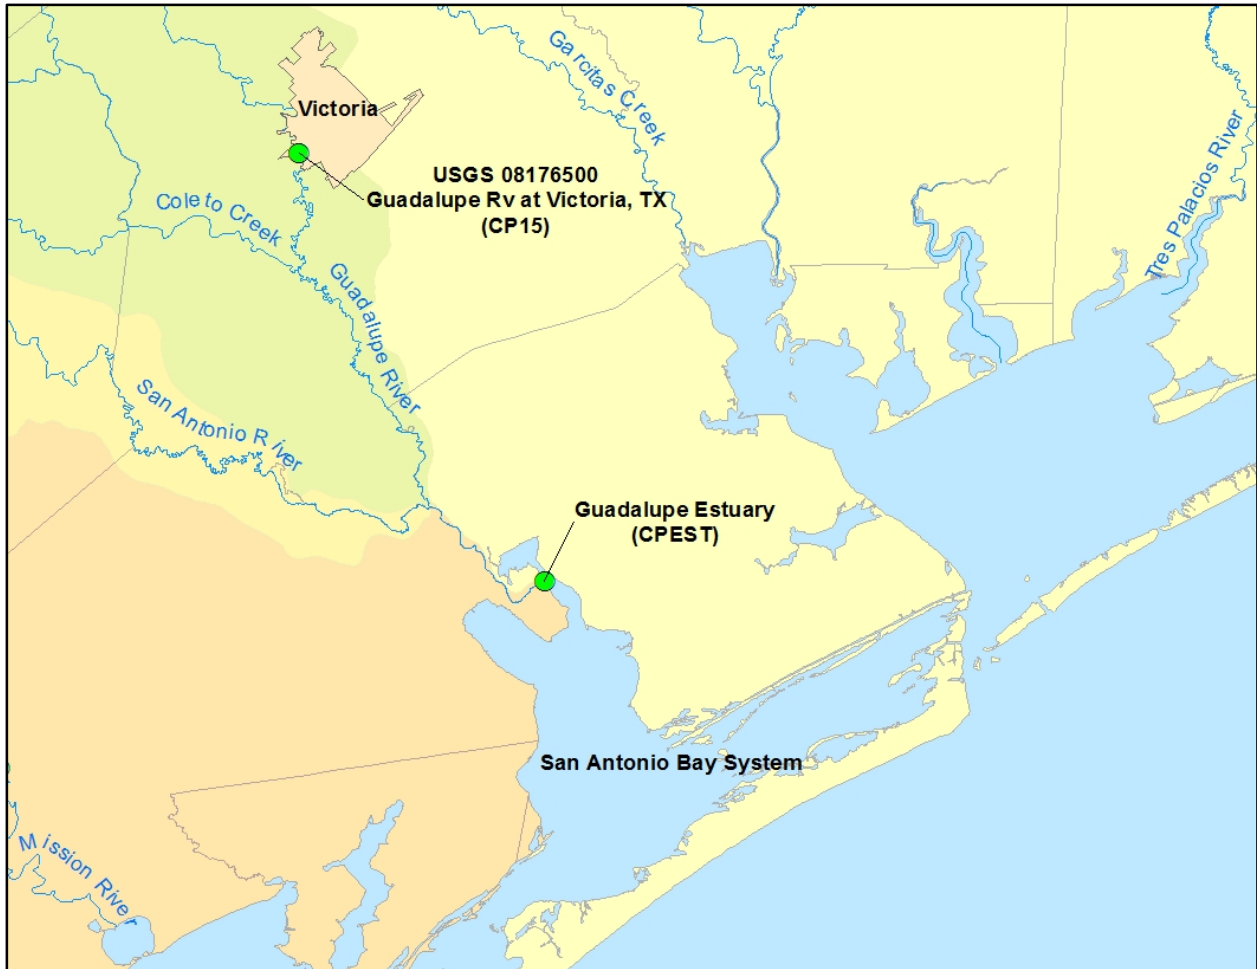 Garcitas Creek
Victoria
USGS 08176500
Guadalupe Rv at Victoria, TX
(CP15)
Coleto Creek
Tres Palacios River
Guadalupe River
San Antonio River
Guadalupe Estuary
(CPEST)
San Antonio Bay System
Mission River